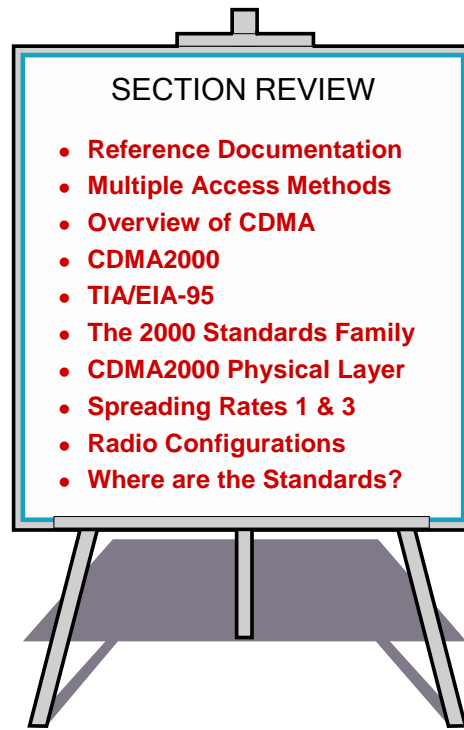 SECTION REVIEW
• Reference Documentation
• Multiple Access Methods
• Overview of CDMA
• CDMA2000
• TIA/EIA-95
• The 2000 Standards Family
• CDMA2000 Physical Layer
• Spreading Rates 1 & 3
• Radio Configurations
• Where are the Standards?